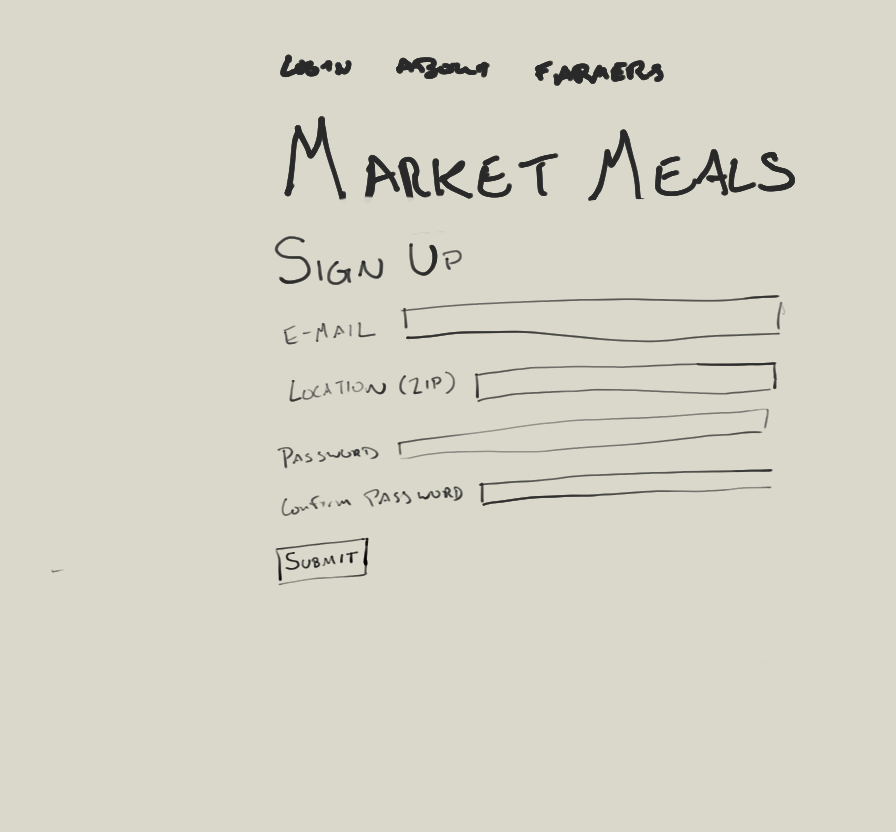 LOGIN ABOUT FARMERS
MARKET MEALS
SIGN UP
E-MAIL
LOCATION (ZIP)
PASSWORD
Confirm PASSWORD
SUBMIT